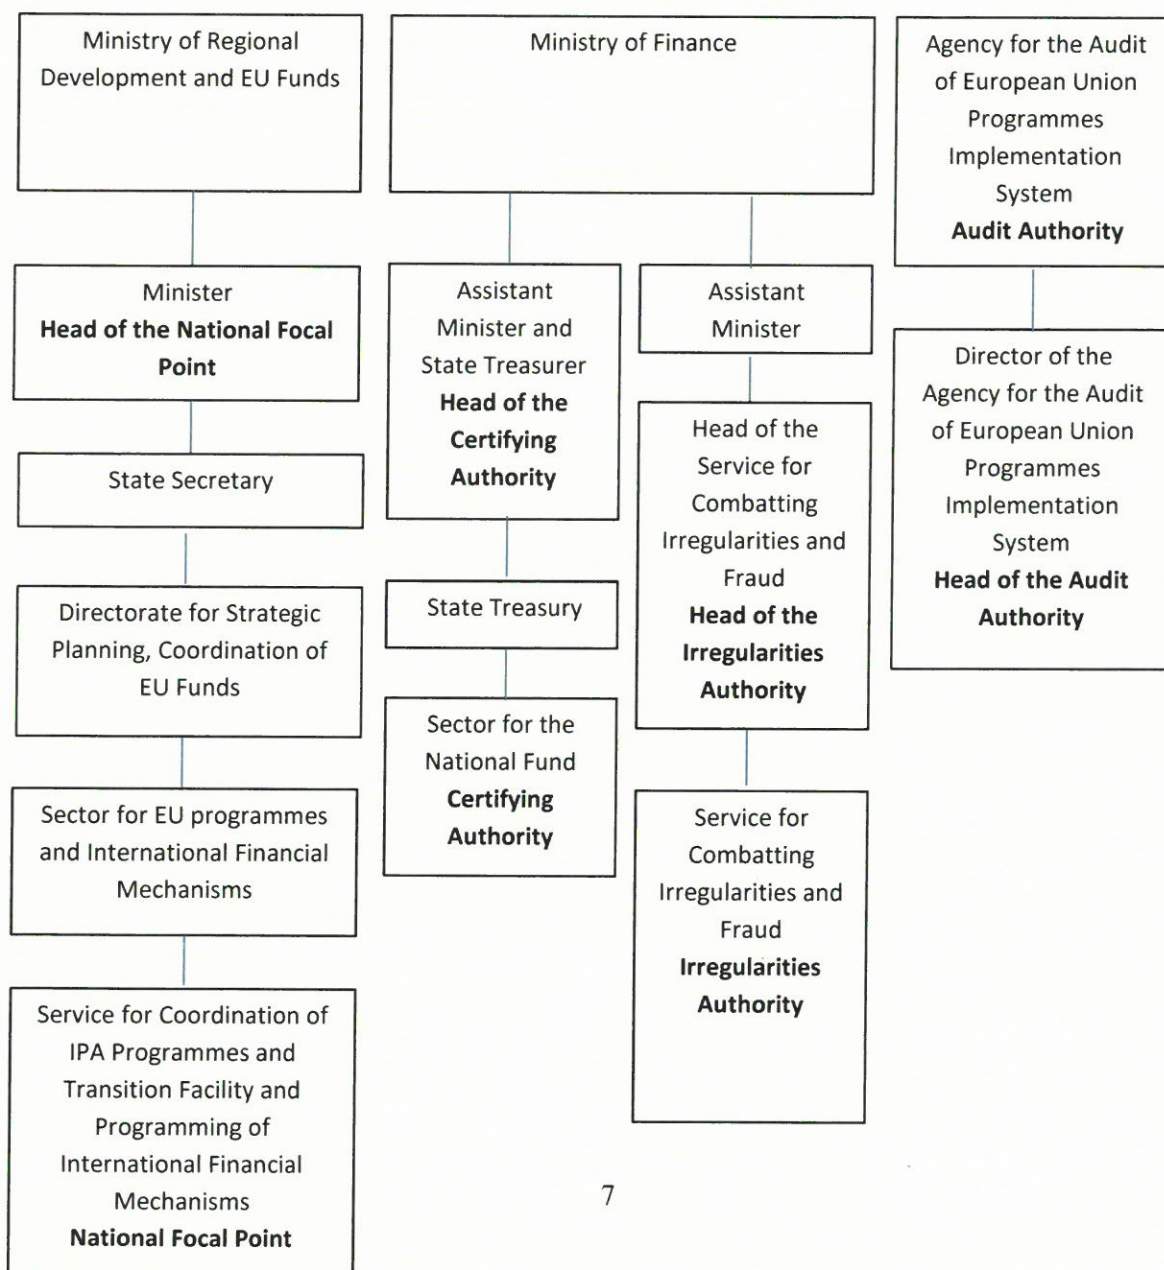 Ministry of Regional
Development and EU Funds
Minister
Head of the National Focal
Point
State Secretary
Directorate for Strategic
Planning, Coordination of
EU Funds
Sector for EU programmes
and International Financial
Mechanisms
Service for Coordination of
IPA Programmes and
Transition Facility and
Programming of
International Financial
Mechanisms
National Focal Point
Ministry of Finance
Assistant
Minister and
State Treasurer
Head of the
Certifying
Authority
State Treasury
Sector for the
National Fund
Certifying
Authority
Assistant
Minister
Head of the
Service for
Combatting
Irregularities and
Fraud
Head of the
Irregularities
Authority
Service for
Combatting
Irregularities and
Fraud
Irregularities
Authority
Agency for the Audit
of European Union
Programmes
Implementation
System
Audit Authority
Director of the
Agency for the Audit
of European Union
Programmes
Implementation
System
Head of the Audit
Authority
7